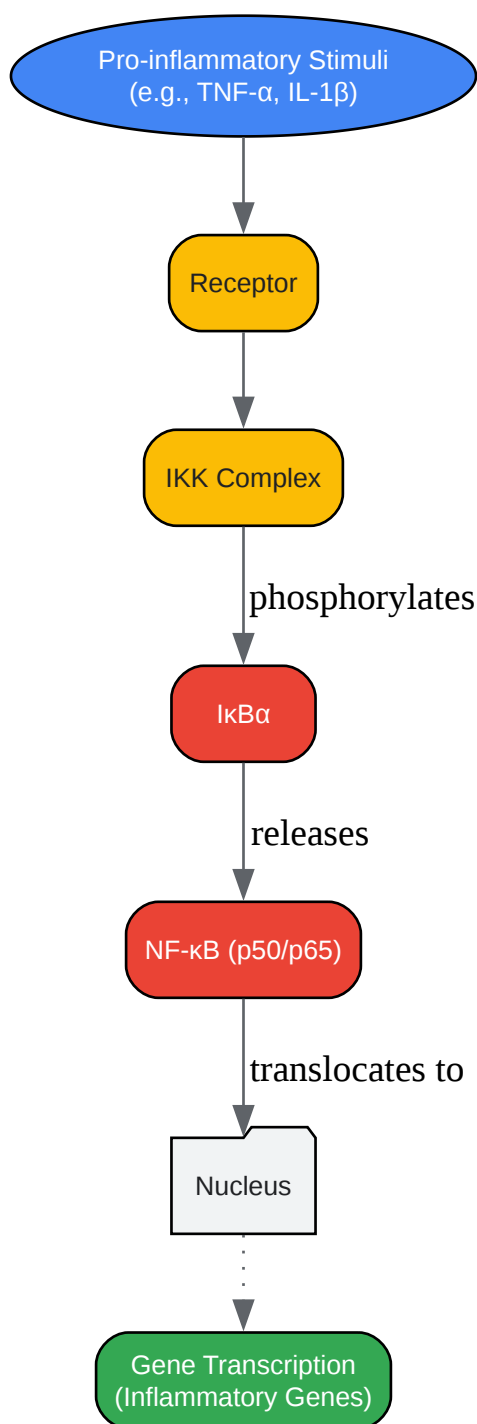 Pro-inflammatory Stimuli
(e.g., TNF-α, IL-1β)
Receptor
IKK Complex
phosphorylates
IκBα
releases
NF-κB (p50/p65)
translocates to
Nucleus
Gene Transcription
(Inflammatory Genes)